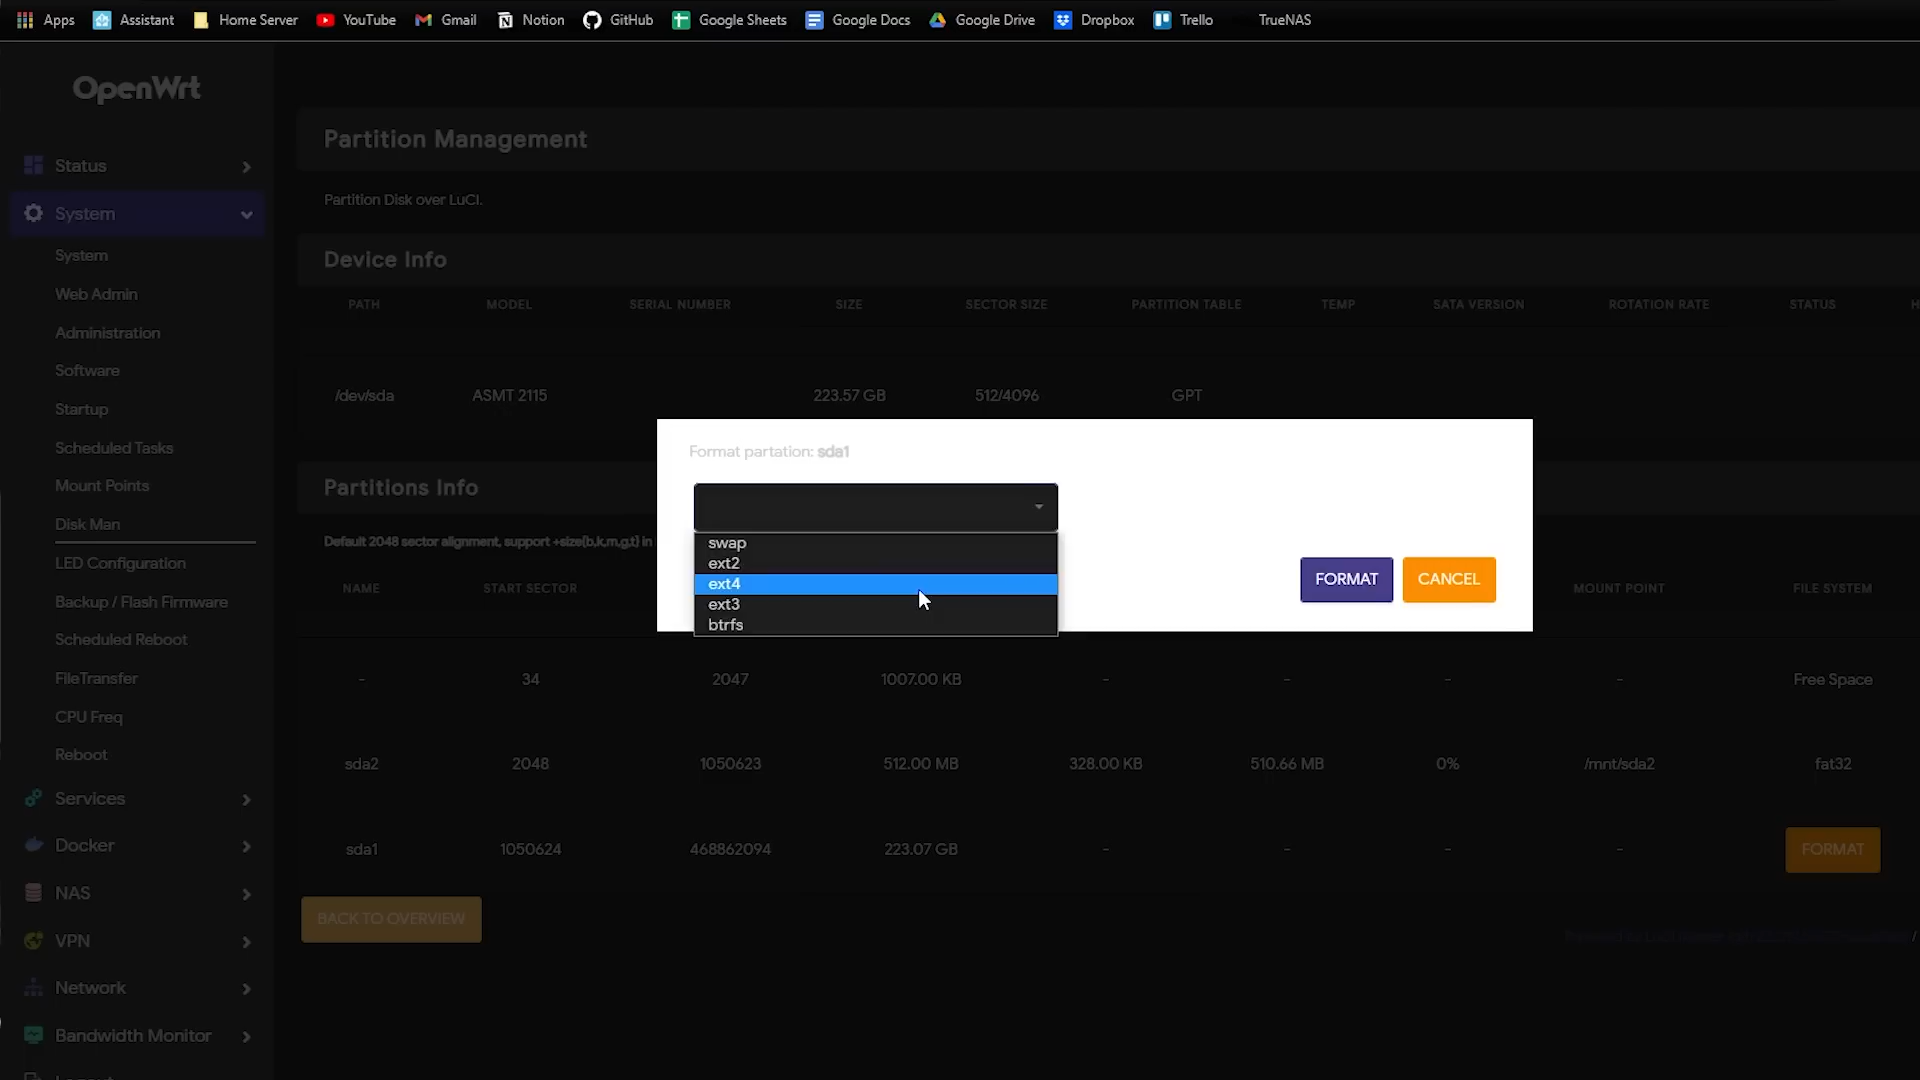 Apps Assistant Home Server YouTube Gmail Notion GitHub Google Sheets Google Docs Google Drive Dropbox Trello TrueNAS
OpenWrt
Status
System
System
Web Admin
Administration
Software
Startup
Scheduled Tasks
Mount Points
Disk Man
LED Configuration
Backup / Flash Firmware
Scheduled Reboot
FileTransfer
CPU Freq
Reboot
Services
Docker
NAS
VPN
Network
Bandwidth Monitor
Logout
Partition Management
Partition Disk over LuCI.
Device Info
PATH MODEL SERIAL NUMBER SIZE SECTOR SIZE PARTITION TABLE TEMP SATA VERSION ROTATION RATE STATUS H
/dev/sda ASMT 2115 223.57 GB 512/4096 GPT
Format partation: sda1
swap
ext2
ext4
ext3
btrfs
FORMAT CANCEL
Partitions Info
Default 2048 sector alignment, support +size{b,k,m,g,t} in
NAME START SECTOR MOUNT POINT FILE SYSTEM
- 34 2047 1007.00 KB - - - - Free Space
sda2 2048 1050623 512.00 MB 328.00 KB 510.66 MB 0% /mnt/sda2 fat32
sda1 1050624 468862094 223.07 GB - - - - FORMAT
BACK TO OVERVIEW